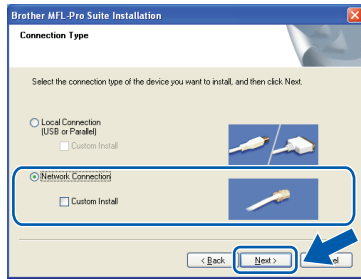 Brother MFL-Pro Suite Installation
Connection Type
Select the connection type of the device you want to install, and then click Next.
Local Connection
(USB or Parallel)
Custom Install
Network Connection
Custom Install
< Back
Next >